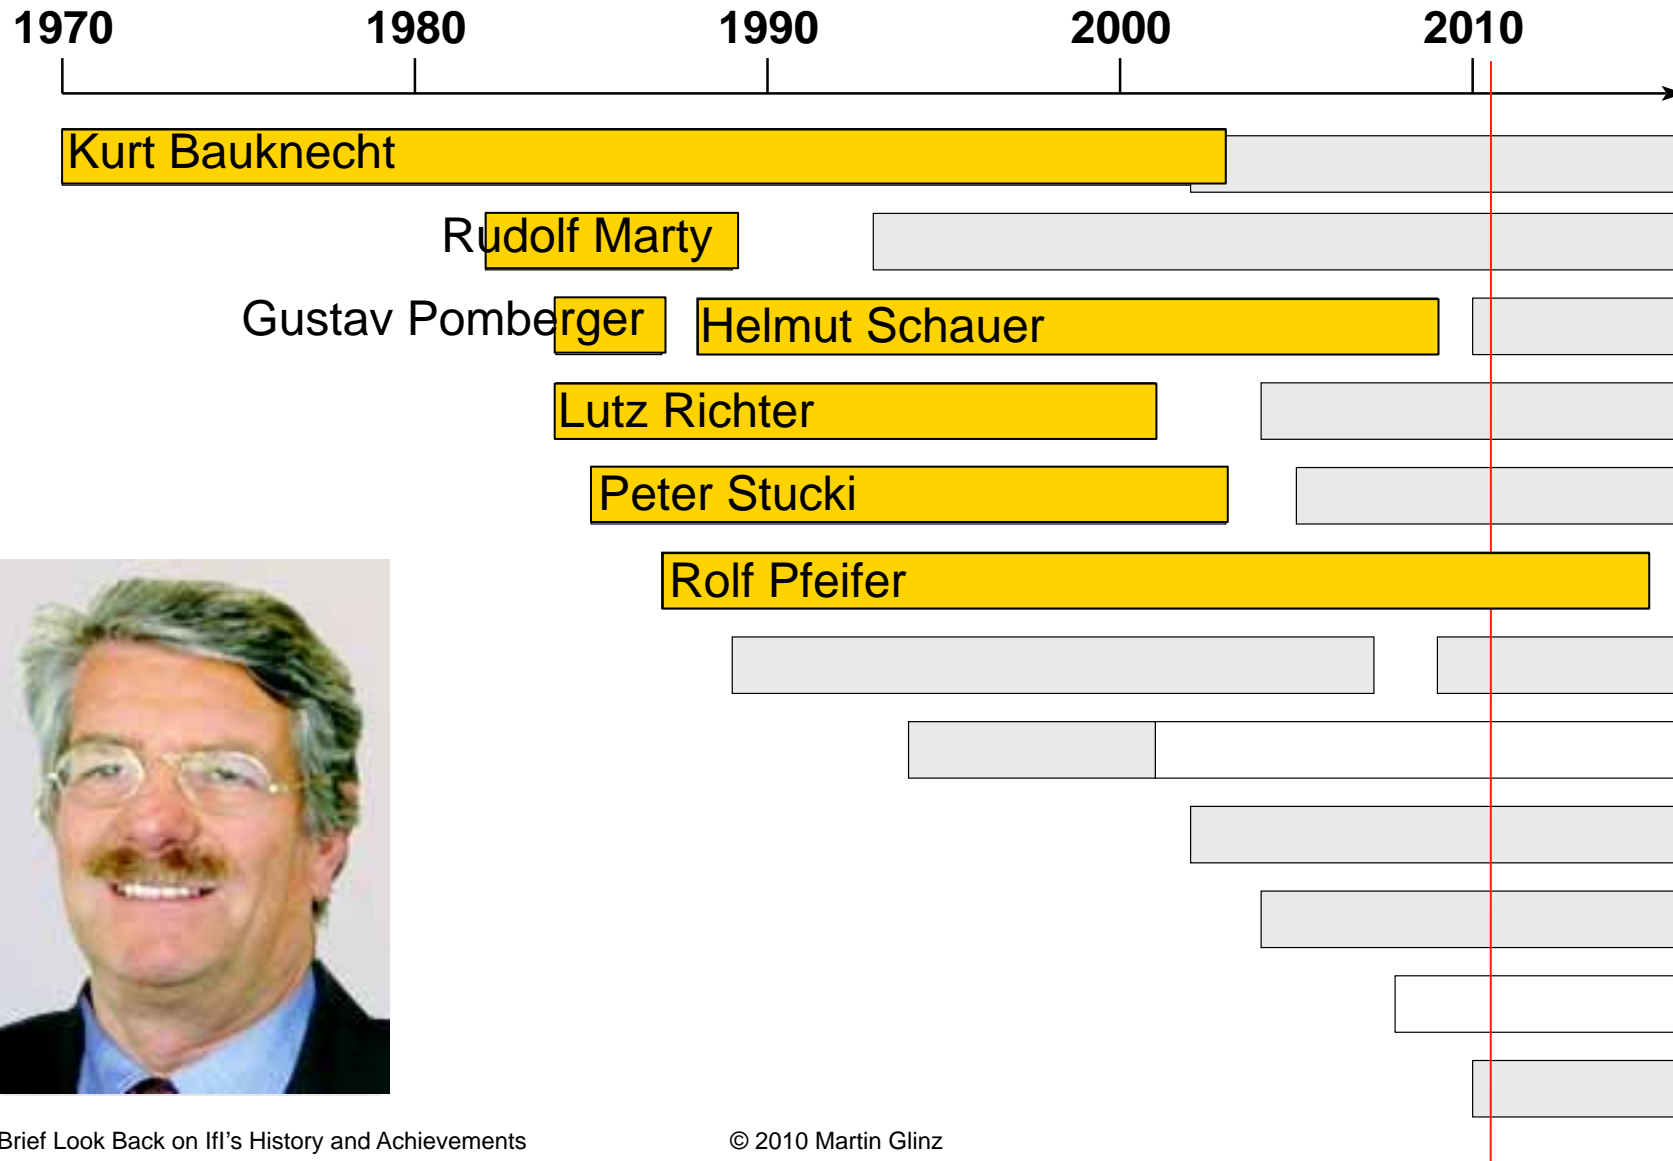 1970 1980 1990 2000 2010
Kurt Bauknecht
Rudolf Marty
Gustav Pomberger Helmut Schauer
Lutz Richter
Peter Stucki
Rolf Pfeifer
Brief Look Back on IfI's History and Achievements © 2010 Martin Glinz